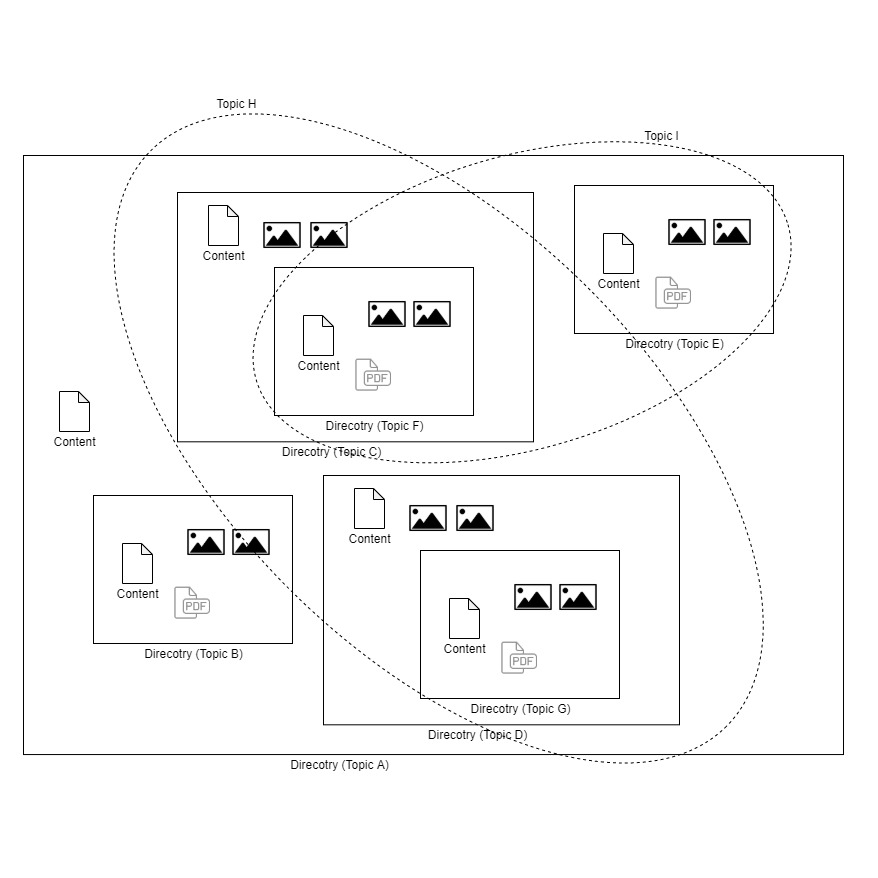 Topic H
Topic I
Content
Content
PDF
Direcotry (Topic E)
Content
PDF
Direcotry (Topic F)
Direcotry (Topic C)
Content
Content
Content
PDF
Direcotry (Topic B)
Content
PDF
Direcotry (Topic G)
Direcotry (Topic D)
Direcotry (Topic A)